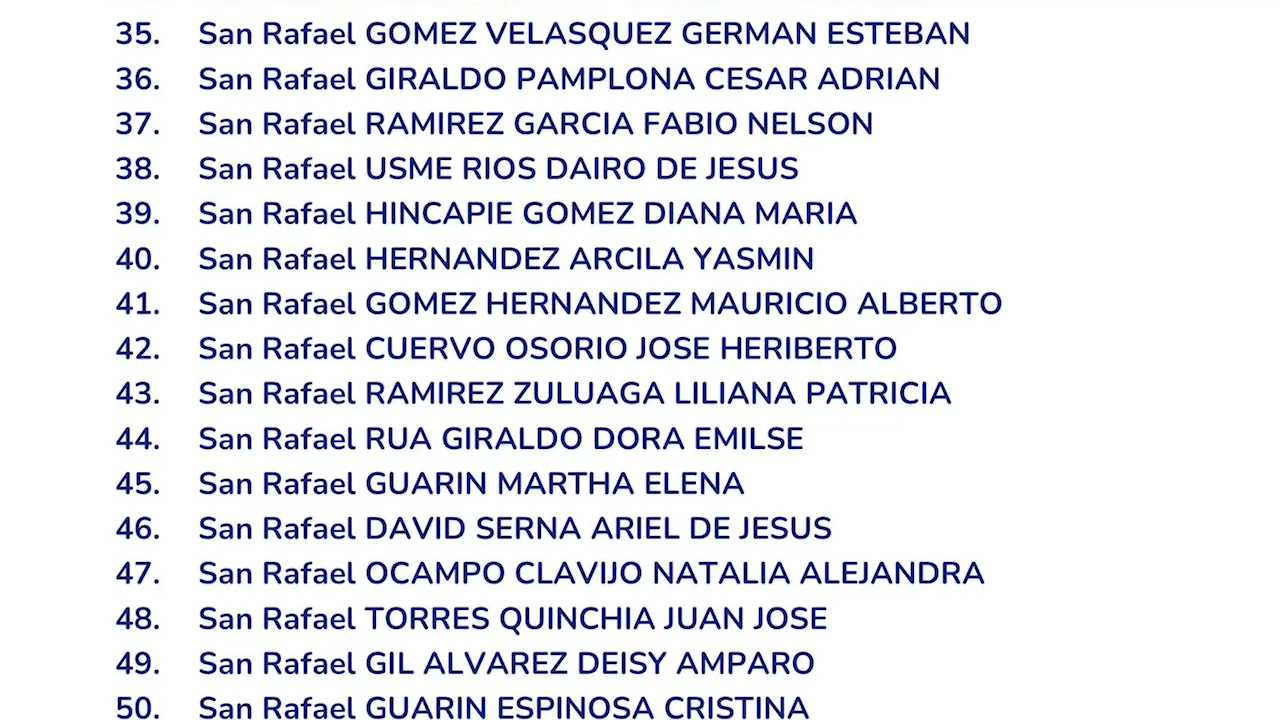 35. San Rafael GOMEZ VELASQUEZ GERMAN ESTEBAN
36. San Rafael GIRALDO PAMPLONA CESAR ADRIAN
37. San Rafael RAMIREZ GARCIA FABIO NELSON
38. San Rafael USME RIOS DAIRO DE JESUS
39. San Rafael HINCAPIE GOMEZ DIANA MARIA
40. San Rafael HERNANDEZ ARCILA YASMIN
41. San Rafael GOMEZ HERNANDEZ MAURICIO ALBERTO
42. San Rafael CUERVO OSORIO JOSE HERIBERTO
43. San Rafael RAMIREZ ZULUAGA LILIANA PATRICIA
44. San Rafael RUA GIRALDO DORA EMILSE
45. San Rafael GUARIN MARTHA ELENA
46. San Rafael DAVID SERNA ARIEL DE JESUS
47. San Rafael OCAMPO CLAVIJO NATALIA ALEJANDRA
48. San Rafael TORRES QUINCHIA JUAN JOSE
49. San Rafael GIL ALVAREZ DEISY AMPARO
50. San Rafael GUARIN ESPINOSA CRISTINA